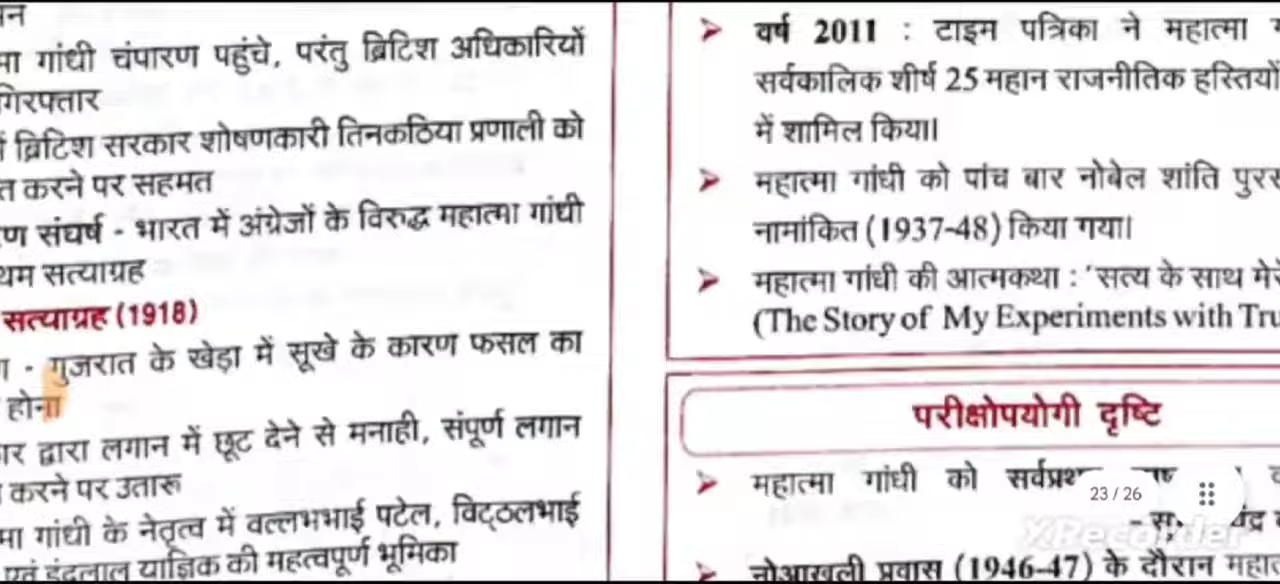 मा गांधी चंपारण पहुंचे, परंतु ब्रिटिश अधिकारियों
गिरफ्तार
ब्रिटिश सरकार शोषणकारी तिनकठिया प्रणाली को
त करने पर सहमत
ण संघर्ष - भारत में अंग्रेजों के विरुद्ध महात्मा गांधी
थम सत्याग्रह
सत्याग्रह (1918)
- गुजरात के खेड़ा में सूखे के कारण फसल का
होना
द्वारा लगान में छूट देने से मनाही, संपूर्ण लगान
करने पर उतारू
मा गांधी के नेतृत्व में वल्लभभाई पटेल, विट्ठलभाई
एवं इंदुलाल याज्ञिक की महत्वपूर्ण भूमिका
➢ वर्ष 2011 : टाइम पत्रिका ने महात्मा
सर्वकालिक शीर्ष 25 महान राजनीतिक हस्तियों
में शामिल किया।
➢ महात्मा गांधी को पांच बार नोबेल शांति पुरस
नामांकित (1937-48) किया गया।
➢ महात्मा गांधी की आत्मकथा : 'सत्य के साथ मेरे
(The Story of My Experiments with Tru
परीक्षोपयोगी दृष्टि
➢ महात्मा गांधी को सर्वप्रथ
23 / 26
XRecorder
➢ नोआखली प्रवास (1946-47) के दौरान महात